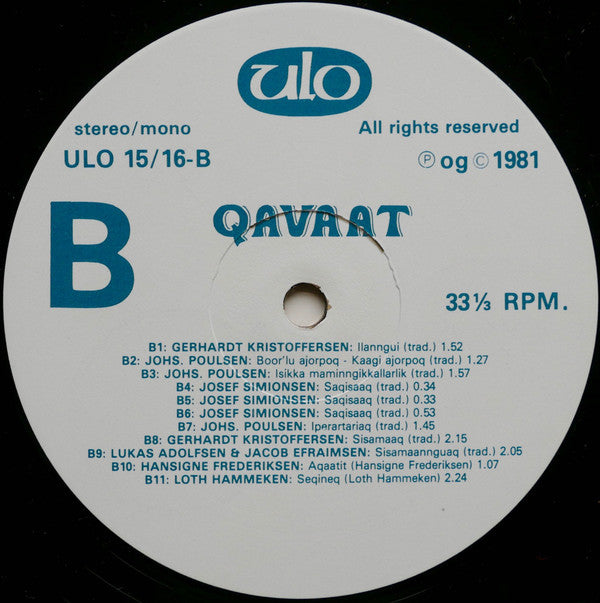 ulo
stereo/mono
All rights reserved
ULO 15/16-B
Ⓟ og © 1981
QAVAAT
B
33⅓ RPM.
B1: GERHARDT KRISTOFFERSEN: Ilanngui (trad.) 1.52
B2: JOHS. POULSEN: Boor'lu ajorpoq - Kaagi ajorpoq (trad.) 1.27
B3: JOHS. POULSEN: Isikka maminngikkallarlik (trad.) 1.57
B4: JOSEF SIMIONSEN: Saqisaaq (trad.) 0.34
B5: JOSEF SIMIONSEN: Saqisaaq (trad.) 0.33
B6: JOSEF SIMIONSEN: Saqisaaq (trad.) 0.53
B7: JOHS. POULSEN: Iperartariaq (trad.) 1.45
B8: GERHARDT KRISTOFFERSEN: Sisamaaq (trad.) 2.15
B9: LUKAS ADOLFSEN & JACOB EFRAIMSEN: Sisamaannguaq (trad.) 2.05
B10: HANSIGNE FREDERIKSEN: Aqaatit (Hansigne Frederiksen) 1.07
B11: LOTH HAMMEKEN: Seqineq (Loth Hammeken) 2.24